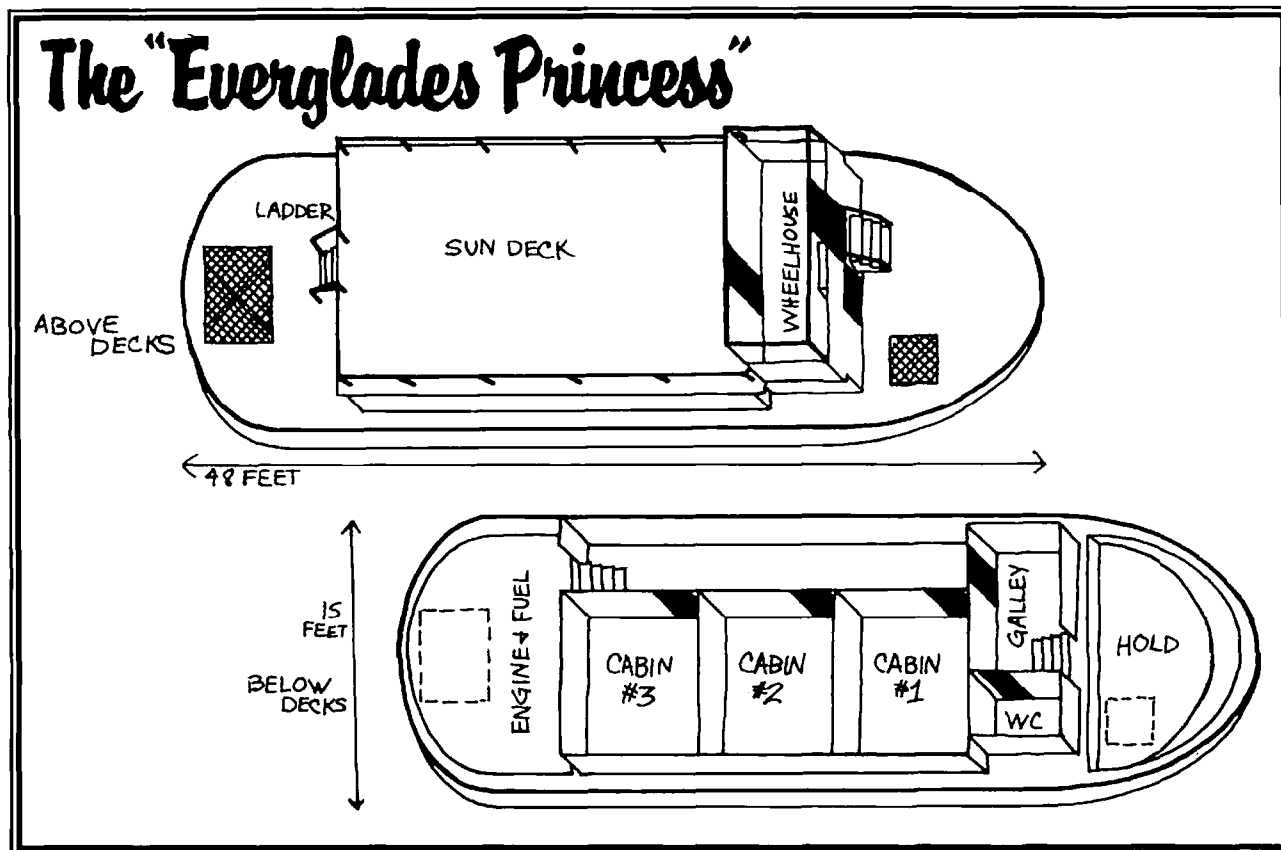 The "Everglades Princess"
LADDER
SUN DECK
WHEELHOUSE
ABOVE
DECKS
48 FEET
15
FEET
BELOW
DECKS
ENGINE & FUEL
CABIN
#3
CABIN
#2
CABIN
#1
GALLEY
WC
HOLD